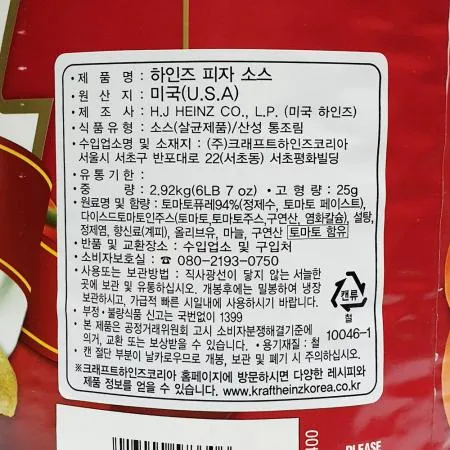 • 제 품 명 : 하인즈 피자 소스
• 원 산 지 : 미국(U.S.A)
• 제 조 사 : H.J HEINZ CO., L.P. (미국 하인즈)
• 식 품 유 형 : 소스(살균제품)/산성 통조림
• 수입업소명 및 소재지 : (주)크래프트하인즈코리아
서울시 서초구 반포대로 22(서초동) 서초평화빌딩
• 유 통 기 한 :
• 중 량 : 2.92kg(6LB 7 oz) • 고 형 량 : 25g
• 원료명 및 함량 : 토마토퓨레94%(정제수, 토마토 페이스트),
다이스드토마토인주스(토마토,토마토주스,구연산, 염화칼슘), 설탕,
정제염, 향신료(계피), 올리브유, 마늘, 구연산 토마토 함유
• 반품 및 교환장소 : 수입업소 및 구입처
• 소비자보호실 : ☎ 080-2193-0750
• 사용또는 보관방법 : 직사광선이 닿지 않는 서늘한
곳에 보관 및 유통하십시오. 개봉후에는 밀봉하여 냉장
보관하시고, 가급적 빠른 시일내에 사용하시기 바랍니다.
• 부정·불량식품 신고는 국번없이 1399
• 본 제품은 공정거래위원회 고시 소비자분쟁해결기준에
의거, 교환 또는 보상받을 수 있습니다. • 용기재질 : 철
• 캔 절단 부분이 날카로우므로 개봉, 보관 및 폐기 시 주의하십시오.
캔류
철
10046-1
※크래프트하인즈코리아 홈페이지에 방문하시면 다양한 레시피와
제품 정보를 얻을 수 있습니다. www.kraftheinzkorea.co.kr
400
PLEASE